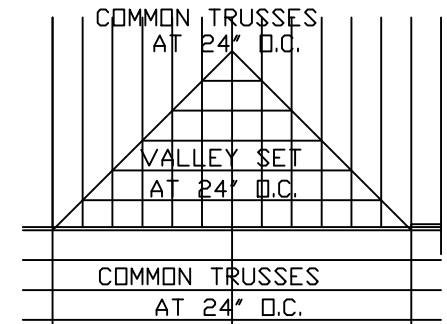 COMMON TRUSSES
AT 24" O.C.
VALLEY SET
AT 24" O.C.
COMMON TRUSSES
AT 24" O.C.